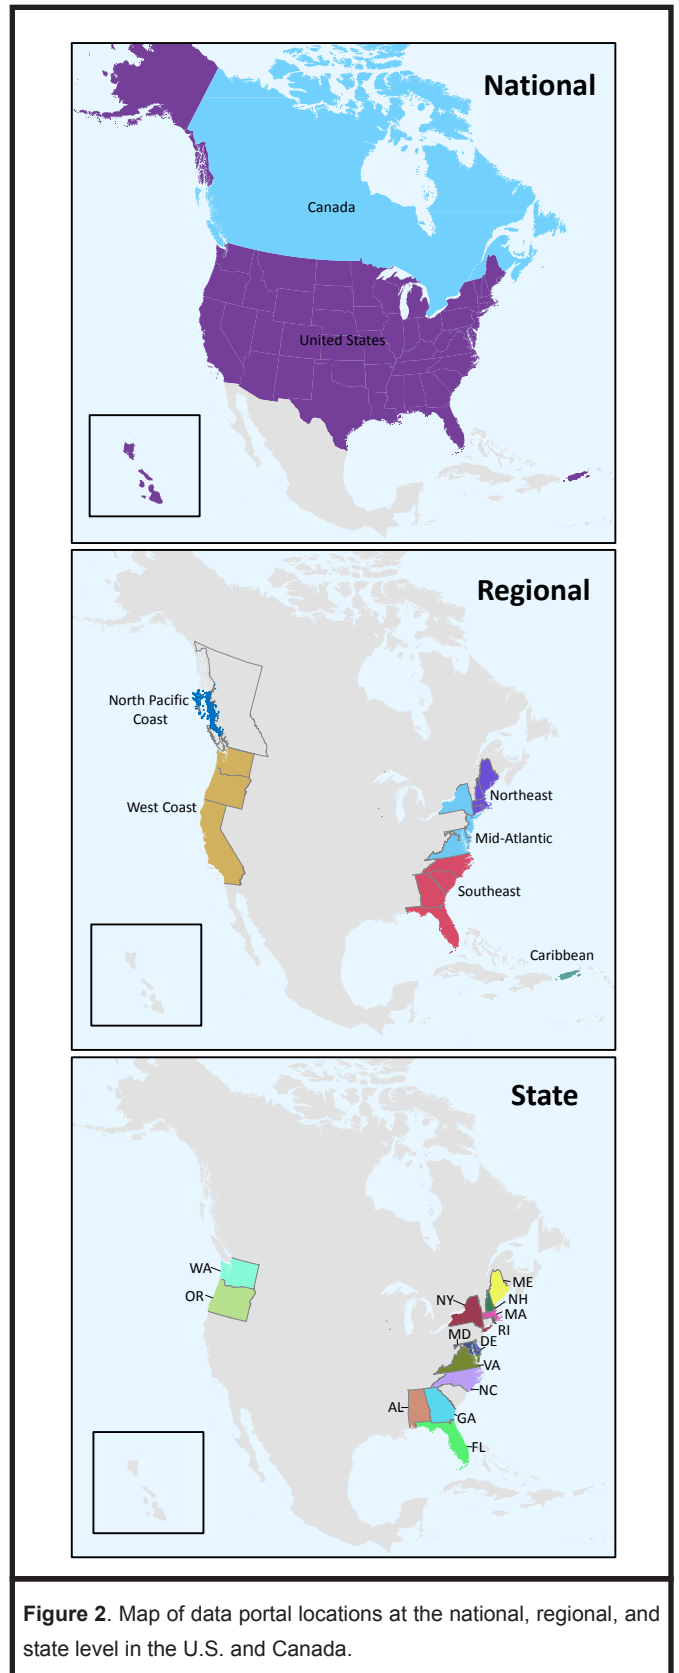 National
Canada
United States
Regional
North Pacific
Coast
West Coast
Northeast
Mid-Atlantic
Southeast
Caribbean
State
WA
OR
ME
NY
NH
MA
RI
MD
DE
VA
NC
AL
GA
FL
Figure 2. Map of data portal locations at the national, regional, and
state level in the U.S. and Canada.